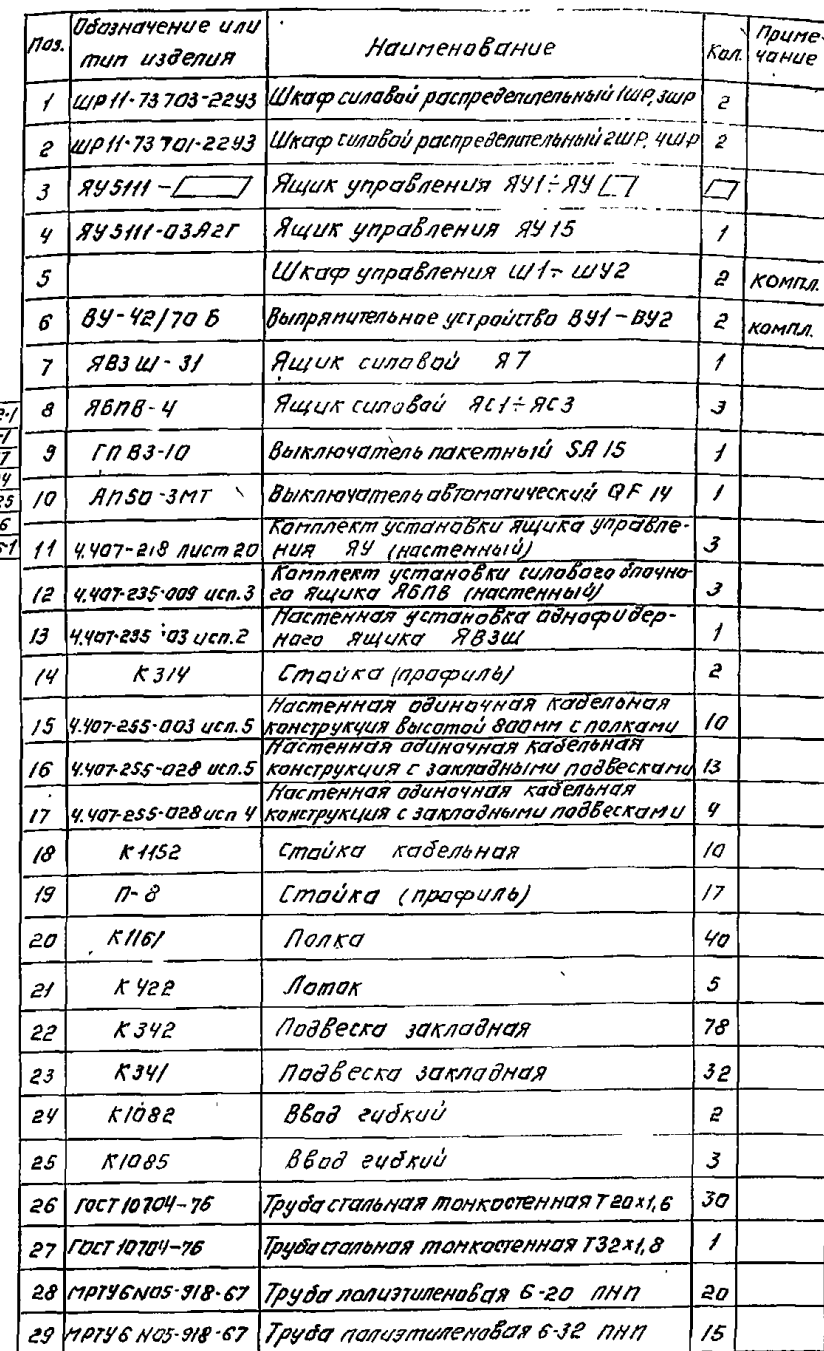 Поз. Обозначение или тип изделия Наименование Кол. Приме-чание
1 ШР11-73703-22У3 Шкаф силовой распределительный 1ШР, 3ШР 2
2 ШР11-73701-22У3 Шкаф силовой распределительный 2ШР, 4ШР 2
3 ЯУ5111- Ящик управления ЯУ1÷ЯУ
4 ЯУ5111-03А2Г Ящик управления ЯУ15 1
5 Шкаф управления Ш1÷ШУ2 2 компл.
6 ВУ-42/70 Б Выпрямительное устройство ВУ1-ВУ2 2 компл.
7 ЯВЗШ-31 Ящик силовой Я7 1
8 ЯБПВ-4 Ящик силовой ЯС1÷ЯС3 3
9 ГПВ3-10 Выключатель пакетный SA15 1
10 АП50-3МТ Выключатель автоматический QF14 1
Комплект установки ящика управле-
11 4.407-218 лист 20 ния ЯУ (настенный) 3
Комплект установки силового блочно-
12 4.407-235-009 исп.3 го ящика ЯБПВ (настенный) 3
Настенная установка однофидер-
13 4.407-235 03 исп.2 ного ящика ЯВЗШ 1
14 К314 Стойка (профиль) 2
Настенная одиночная кабельная
15 4.407-255-003 исп.5 конструкция высотой 800мм с полками 10
Настенная одиночная кабельная
16 4.407-255-028 исп.5 конструкция с закладными подвесками 13
Настенная одиночная кабельная
17 4.407-255-028 исп 4 конструкция с закладными подвесками 4
18 К1152 Стойка кабельная 10
19 П-8 Стойка (профиль) 17
20 К1161 Полка 40
21 К422 Лоток 5
22 К342 Подвеска закладная 78
23 К341 Подвеска закладная 32
24 К1082 Ввод гибкий 2
25 К1085 Ввод гибкий 3
26 ГОСТ 10704-76 Труба стальная тонкостенная Т20х1,6 30
27 ГОСТ 10704-76 Труба стальная тонкостенная Т32х1,8 1
28 МРТУ6 N05-918-67 Труба полиэтиленовая 6-20 ПНП 20
29 МРТУ6 N05-918-67 Труба полиэтиленовая 6-32 ПНП 15